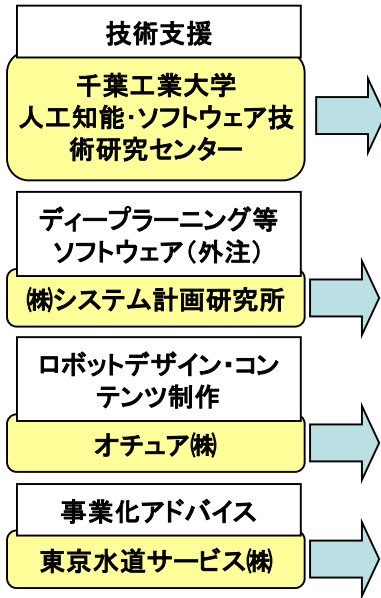 技術支援
千葉工業大学
人工知能・ソフトウェア技
術研究センター
ディープラーニング等
ソフトウェア（外注）
㈱システム計画研究所
ロボットデザイン・コン
テンツ制作
オチュア㈱
事業化アドバイス
東京水道サービス㈱